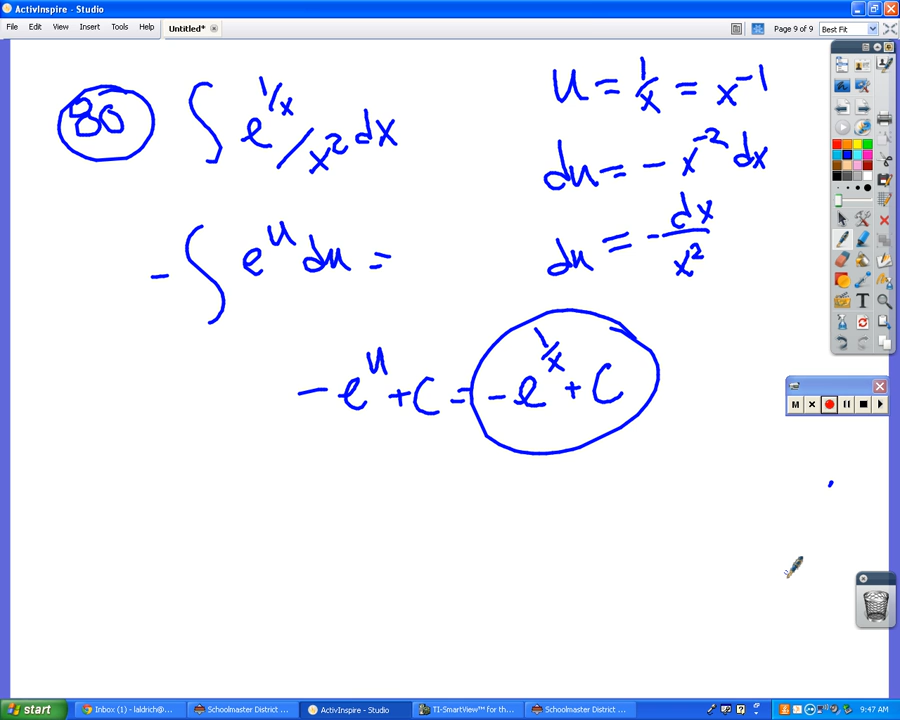 ActivInspire - Studio
File Edit View Insert Tools Help Untitled* Page 9 of 9 Best Fit
80 ∫ e^1/x / x² dx
u = 1/x = x^-1
du = - x^-2 dx
du = - dx/x²
- ∫ e^u du =
- e^u + C = - e^1/x + C
M
start Inbox (1) - laldrich@... Schoolmaster District ... ActivInspire - Studio TI-SmartView™ for th... Schoolmaster District ... 9:47 AM